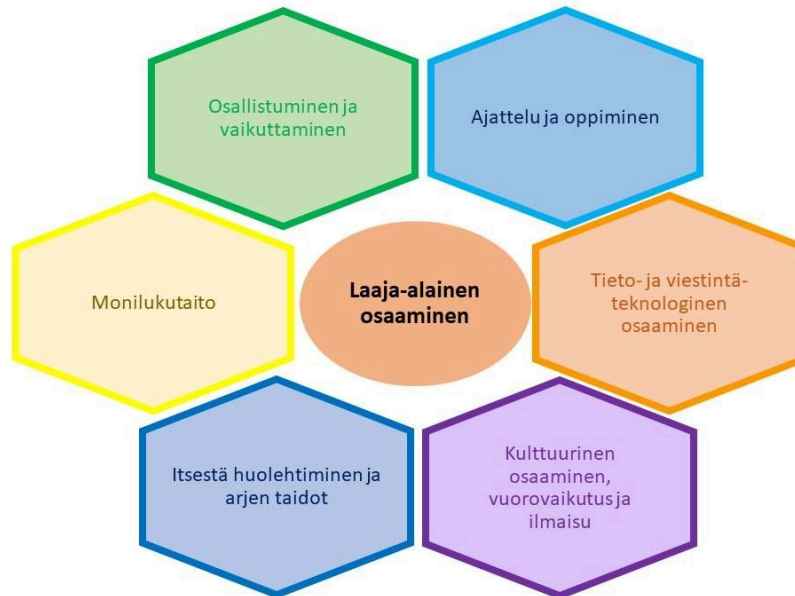 Osallistuminen ja
vaikuttaminen
Ajattelu ja oppiminen
Monilukutaito
Laaja-alainen
osaaminen
Tieto- ja viestintä-
teknologinen
osaaminen
Itsestä huolehtiminen ja
arjen taidot
Kulttuurinen
osaaminen,
vuorovaikutus ja
ilmaisu